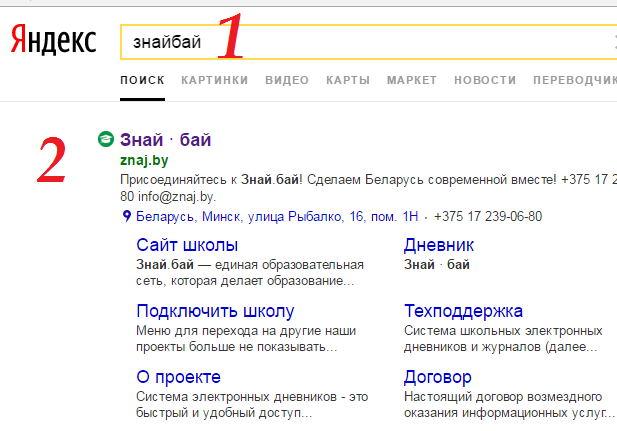 Яндекс
знайбай
1
ПОИСК КАРТИНКИ ВИДЕО КАРТЫ МАРКЕТ НОВОСТИ ПЕРЕВОДЧИК
2
Знай · бай
znaj.by
Присоединяйтесь к Знай.бай! Сделаем Беларусь современной вместе! +375 17 2
80 info@znaj.by.
Беларусь, Минск, улица Рыбалко, 16, пом. 1Н · +375 17 239-06-80
Сайт школы
Знай.бай — единая образовательная
сеть, которая делает образование...
Дневник
Знай · бай
Подключить школу
Меню для перехода на другие наши
проекты больше не показывать...
Техподдержка
Система школьных электронных
дневников и журналов (далее...
О проекте
Система электронных дневников - это
быстрый и удобный доступ...
Договор
Настоящий договор возмездного
оказания информационных услуг...